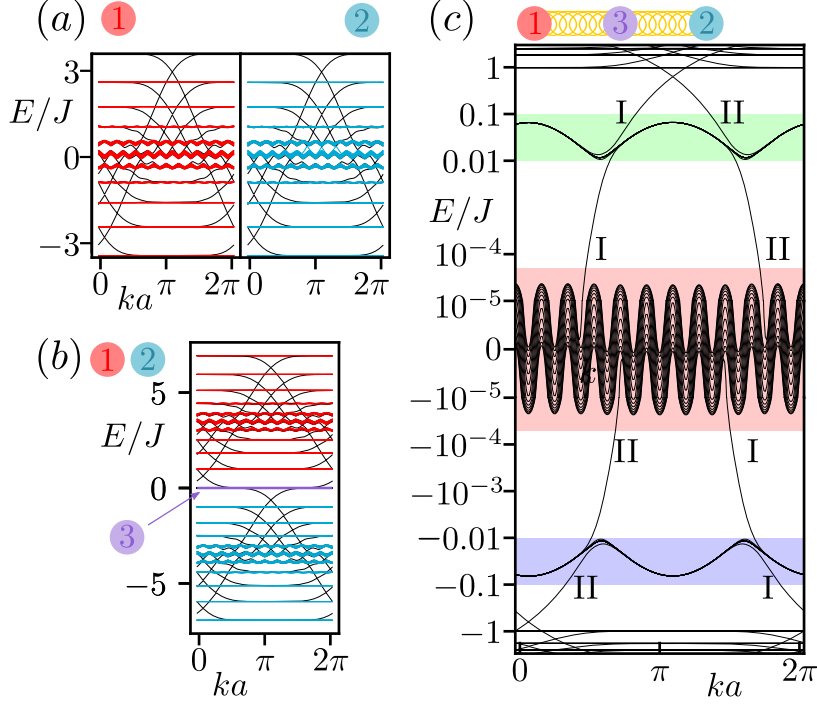 (a) 1 2
E/J
3
0
−3
0 π 2π 0 π 2π
ka
(b) 1 2
E/J
5
0
−5
3
0 π 2π
ka
(c) 1 3 2
E/J
1
0.1
0.01
10⁻⁴
10⁻⁵
0
−10⁻⁵
−10⁻⁴
−10⁻³
−0.01
−0.1
−1
I II
I II
x
II I
II I
0 π 2π
ka